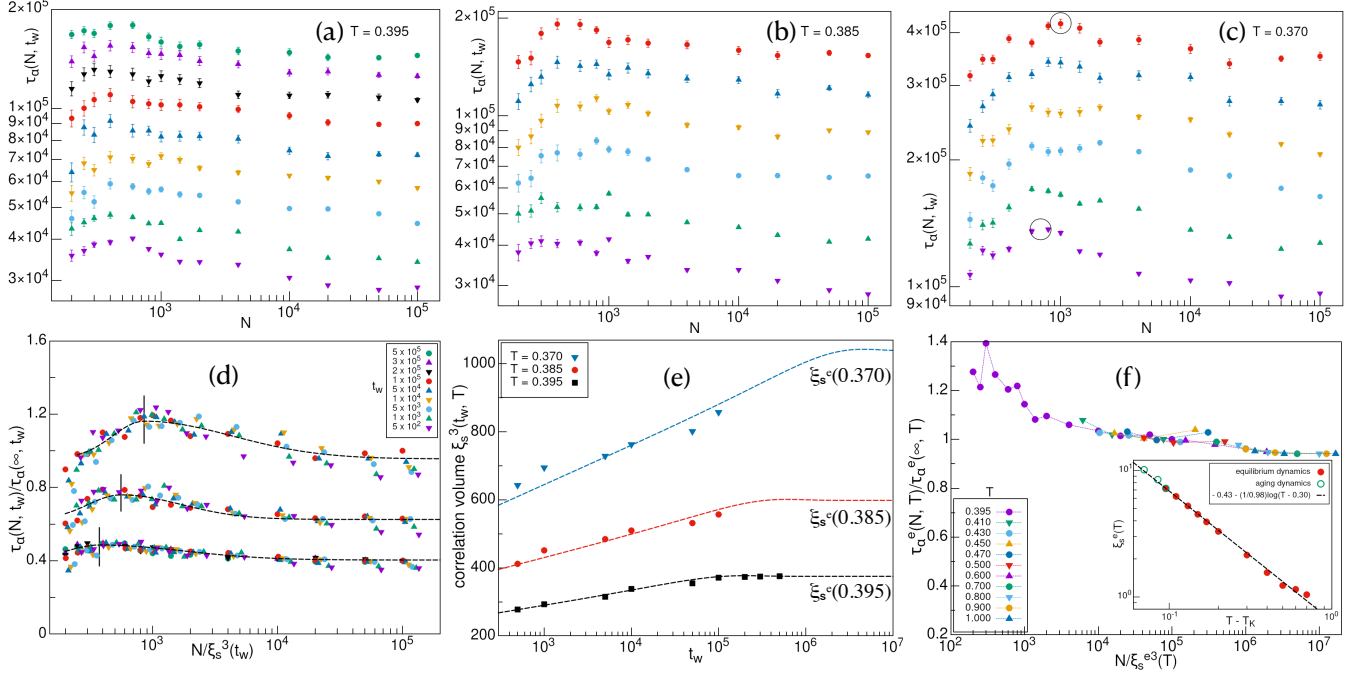 (a)
T = 0.395
τα(N, tw)
2×10⁵
1×10⁵
9×10⁴
8×10⁴
7×10⁴
6×10⁴
5×10⁴
4×10⁴
3×10⁴
10³
10⁴
10⁵
N
(b)
T = 0.385
τα(N, tw)
2×10⁵
1×10⁵
9×10⁴
8×10⁴
7×10⁴
6×10⁴
5×10⁴
4×10⁴
3×10⁴
10³
10⁴
10⁵
N
(c)
T = 0.370
τα(N, tw)
4×10⁵
3×10⁵
2×10⁵
1×10⁵
9×10⁴
10³
10⁴
10⁵
N
(d)
τα(N, tw)/τα(∞, tw)
1.6
1.2
0.8
0.4
0
10³
10⁴
10⁵
N/ξs³(tw)
tw
5 x 10⁵
3 x 10⁵
2 x 10⁵
1 x 10⁵
5 x 10⁴
1 x 10⁴
5 x 10³
1 x 10³
5 x 10²
(e)
correlation volume ξs³(tw, T)
T = 0.370
T = 0.385
T = 0.395
1000
800
600
400
200
ξsᵉ(0.370)
ξsᵉ(0.385)
ξsᵉ(0.395)
10³
10⁴
10⁵
10⁶
10⁷
tw
(f)
ταᵉ(N, T)/ταᵉ(∞, T)
1.4
1.2
1.0
0.8
0.6
0.4
0.2
T
0.395
0.410
0.430
0.450
0.470
0.500
0.600
0.700
0.800
0.900
1.000
10²
10³
10⁴
10⁵
10⁶
10⁷
N/ξsᵉ³(T)
equilibrium dynamics
aging dynamics
- 0.43 - (1/0.98)log(T - 0.30)
ξsᵉ(T)
10¹
10⁰
10⁻¹
10⁰
T - TK